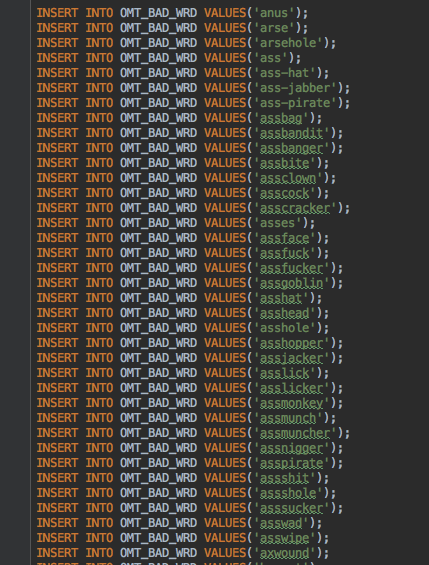 INSERT INTO OMT_BAD_WRD VALUES('anus');
INSERT INTO OMT_BAD_WRD VALUES('arse');
INSERT INTO OMT_BAD_WRD VALUES('arsehole');
INSERT INTO OMT_BAD_WRD VALUES('ass');
INSERT INTO OMT_BAD_WRD VALUES('ass-hat');
INSERT INTO OMT_BAD_WRD VALUES('ass-jabber');
INSERT INTO OMT_BAD_WRD VALUES('ass-pirate');
INSERT INTO OMT_BAD_WRD VALUES('assbag');
INSERT INTO OMT_BAD_WRD VALUES('assbandit');
INSERT INTO OMT_BAD_WRD VALUES('assbanger');
INSERT INTO OMT_BAD_WRD VALUES('assbite');
INSERT INTO OMT_BAD_WRD VALUES('assclown');
INSERT INTO OMT_BAD_WRD VALUES('asscock');
INSERT INTO OMT_BAD_WRD VALUES('asscracker');
INSERT INTO OMT_BAD_WRD VALUES('asses');
INSERT INTO OMT_BAD_WRD VALUES('assface');
INSERT INTO OMT_BAD_WRD VALUES('assfuck');
INSERT INTO OMT_BAD_WRD VALUES('assfucker');
INSERT INTO OMT_BAD_WRD VALUES('assgoblin');
INSERT INTO OMT_BAD_WRD VALUES('asshat');
INSERT INTO OMT_BAD_WRD VALUES('asshead');
INSERT INTO OMT_BAD_WRD VALUES('asshole');
INSERT INTO OMT_BAD_WRD VALUES('asshopper');
INSERT INTO OMT_BAD_WRD VALUES('assjacker');
INSERT INTO OMT_BAD_WRD VALUES('asslick');
INSERT INTO OMT_BAD_WRD VALUES('asslicker');
INSERT INTO OMT_BAD_WRD VALUES('assmonkey');
INSERT INTO OMT_BAD_WRD VALUES('assmunch');
INSERT INTO OMT_BAD_WRD VALUES('assmuncher');
INSERT INTO OMT_BAD_WRD VALUES('assnigger');
INSERT INTO OMT_BAD_WRD VALUES('asspirate');
INSERT INTO OMT_BAD_WRD VALUES('assshit');
INSERT INTO OMT_BAD_WRD VALUES('assshole');
INSERT INTO OMT_BAD_WRD VALUES('asssucker');
INSERT INTO OMT_BAD_WRD VALUES('asswad');
INSERT INTO OMT_BAD_WRD VALUES('asswipe');
INSERT INTO OMT_BAD_WRD VALUES('axwound');